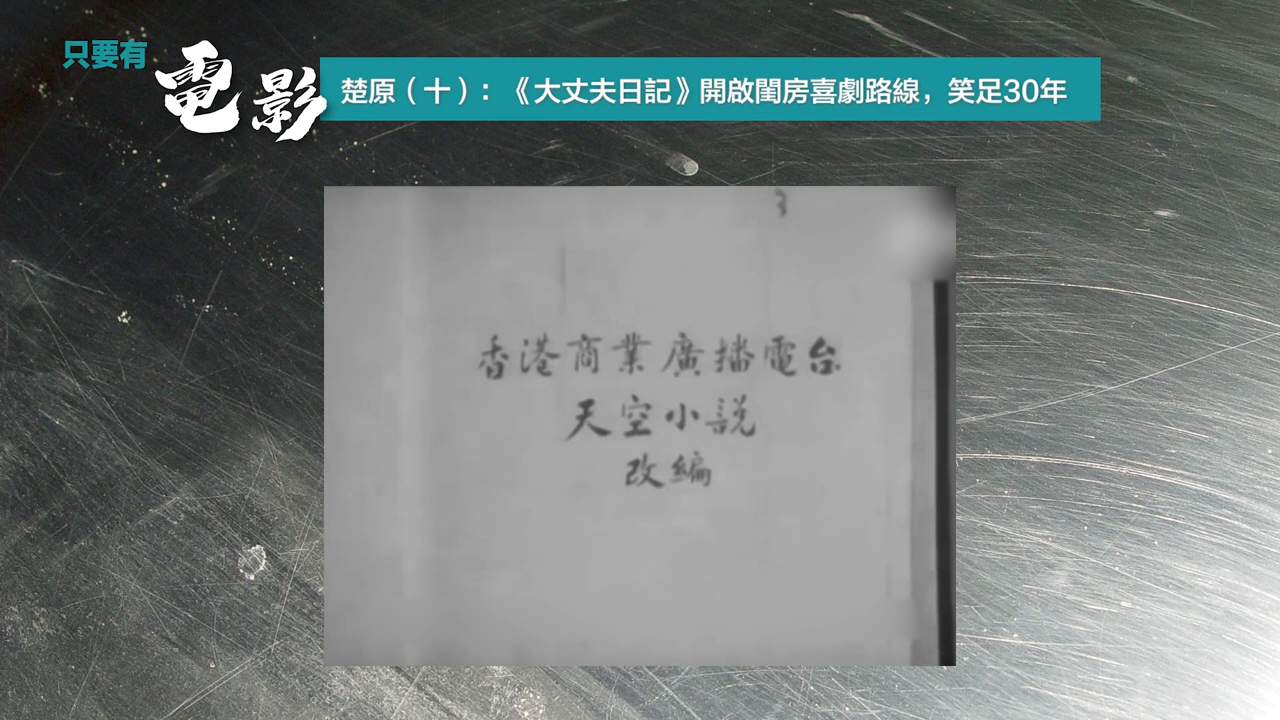 只要有
電影
楚原（十）：《大丈夫日記》開啟閨房喜劇路線，笑足30年
3
香港商業廣播電台
天空小說
改編